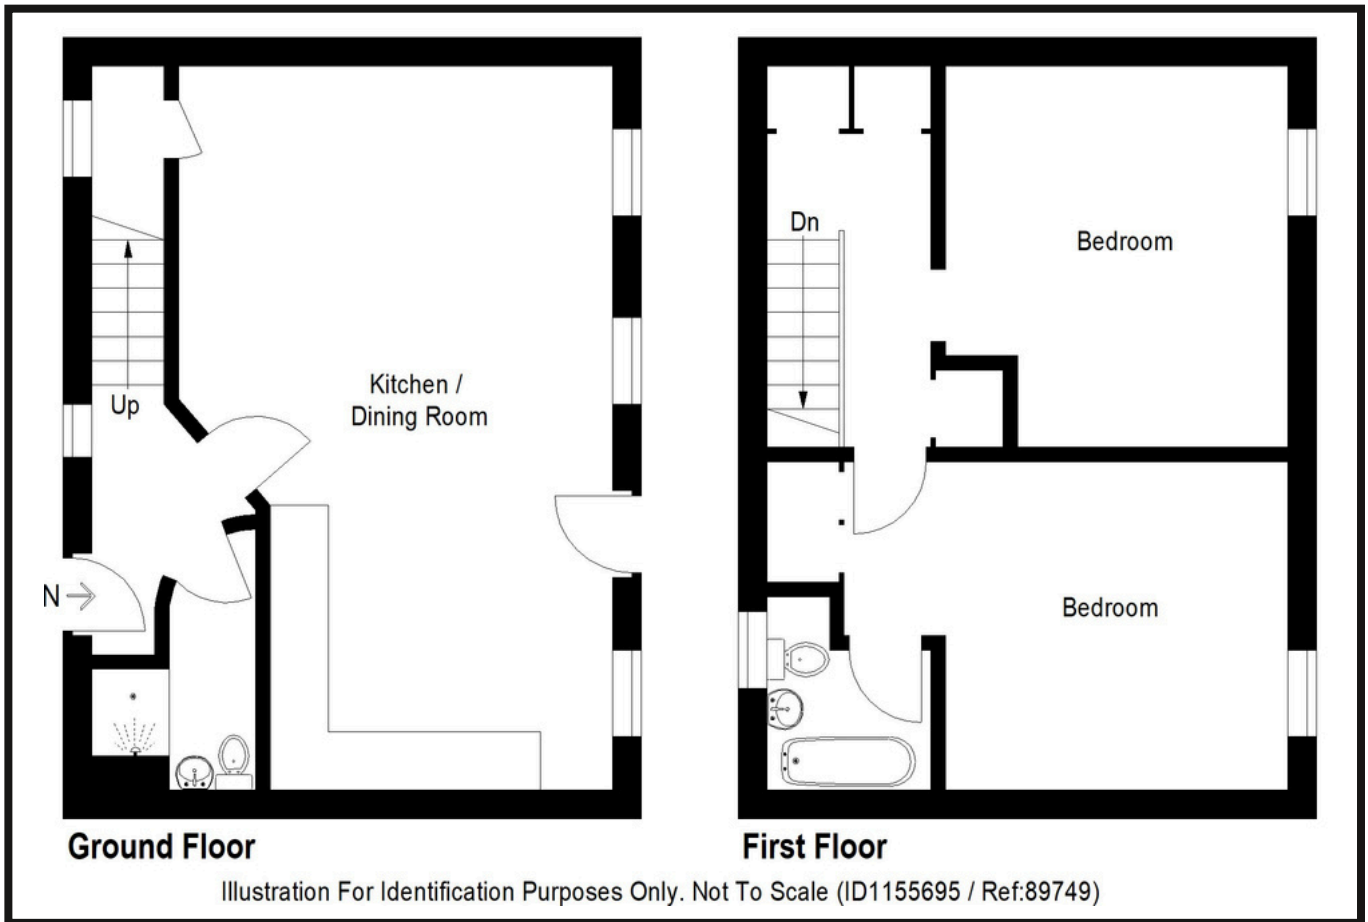 Up
Kitchen /
Dining Room
N
Ground Floor
Dn
Bedroom
Bedroom
First Floor
Illustration For Identification Purposes Only. Not To Scale (ID1155695 / Ref:89749)